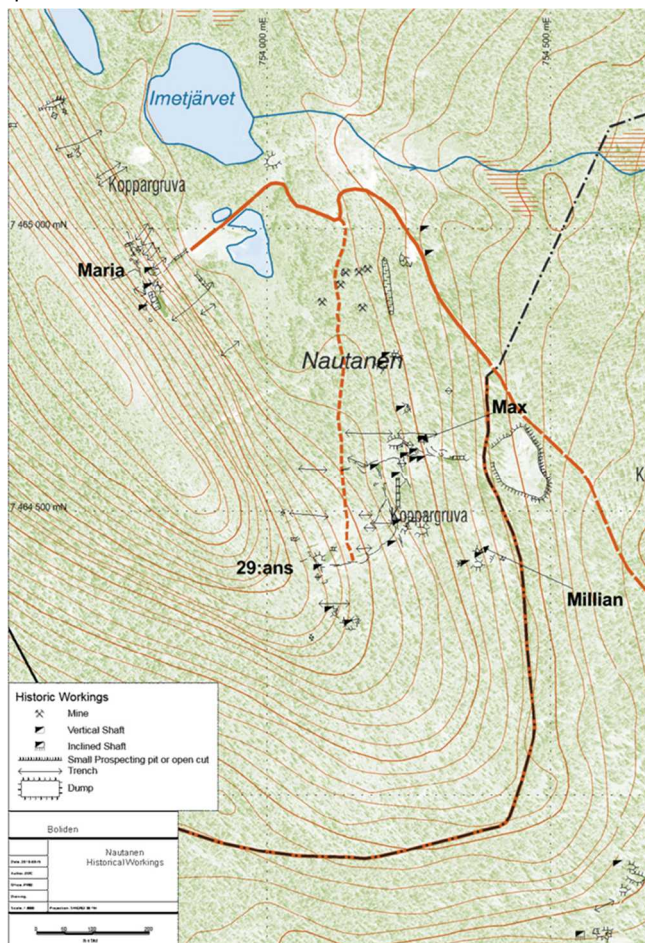 754 000 mE
754 500 mE
Imetjärvet
Koppargruva
7 465 000 mN
Maria
Nautanen
Max
7 464 500 mN
Koppargruva
K
29:ans
Millian
Historic Workings
Mine
Vertical Shaft
Inclined Shaft
Small Prospecting pit or open cut
Trench
Dump
Boliden
Nautanen
Historical Workings